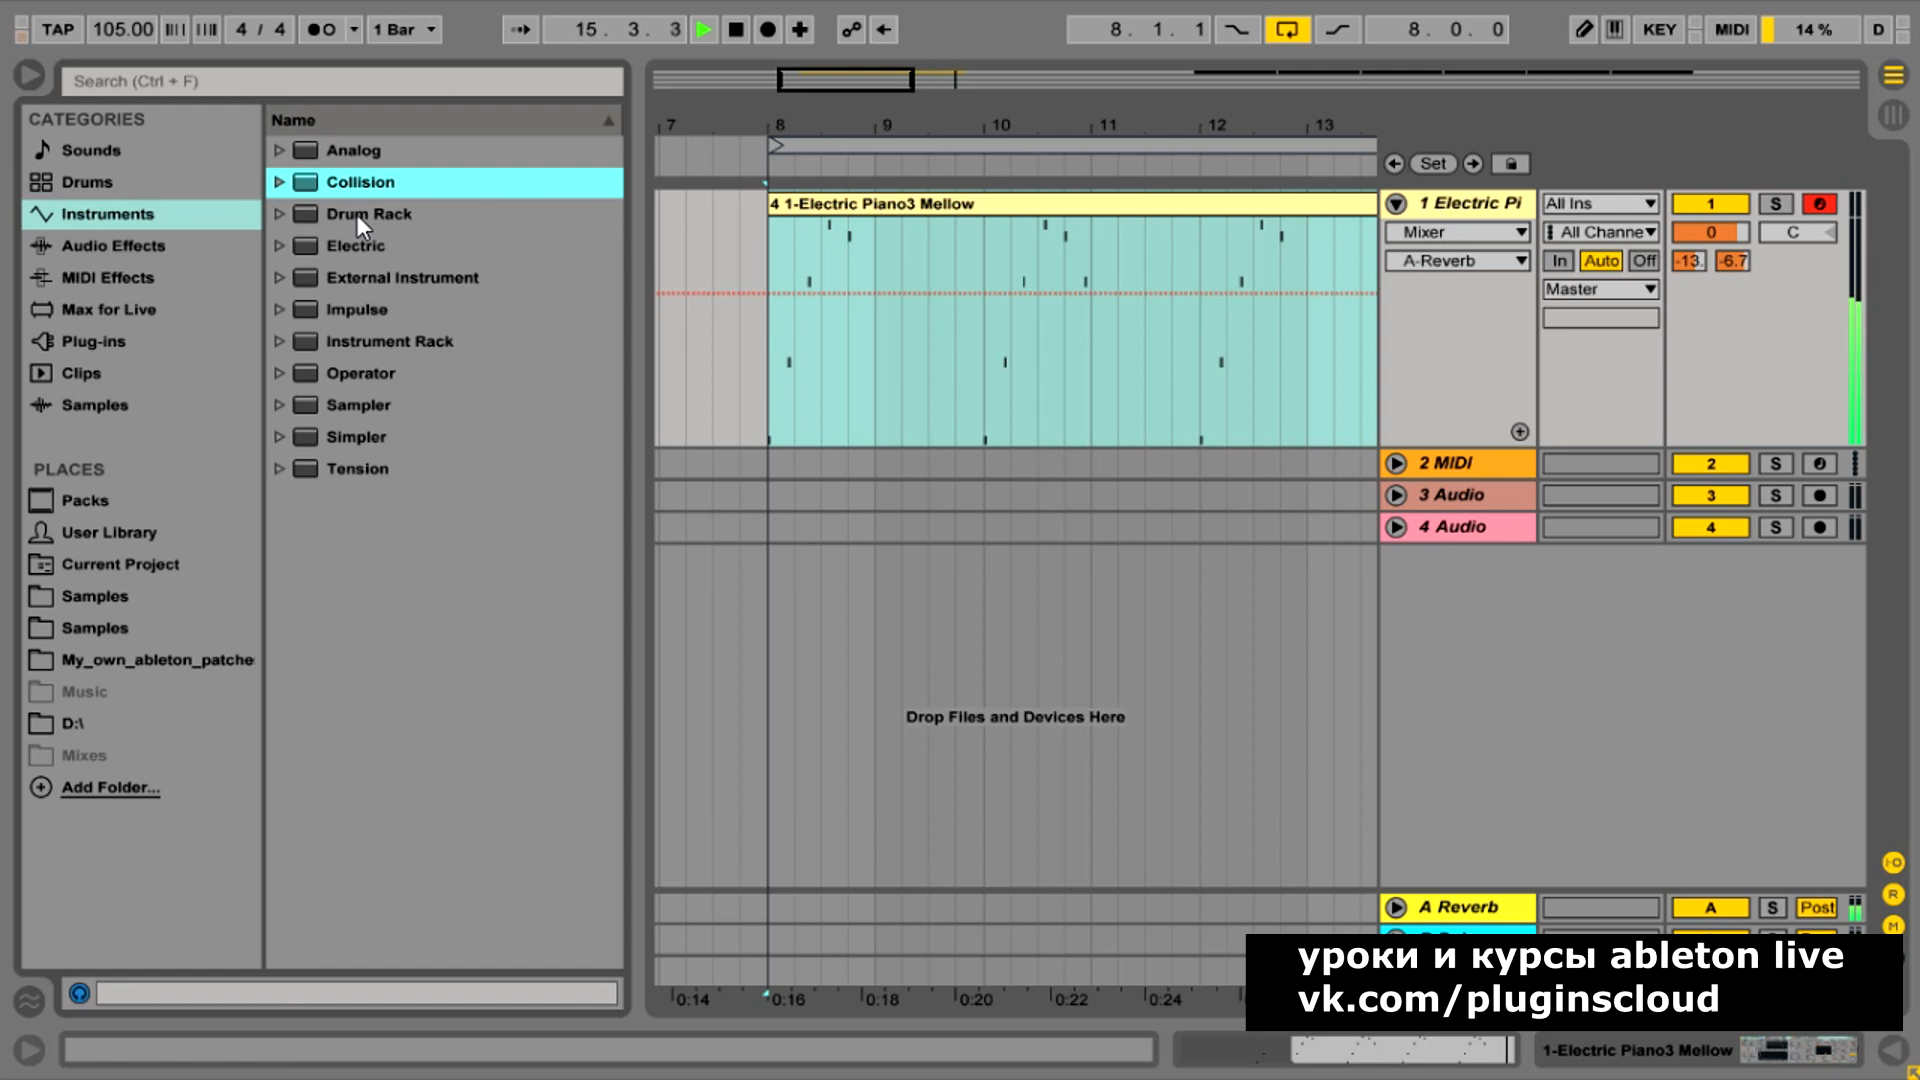 TAP 105.00 4 / 4 1 Bar 15. 3. 3 8. 1. 1 8. 0. 0 KEY MIDI 14 % D
Search (Ctrl + F)
CATEGORIES
Sounds
Drums
Instruments
Audio Effects
MIDI Effects
Max for Live
Plug-ins
Clips
Samples
PLACES
Packs
User Library
Current Project
Samples
Samples
My_own_ableton_patche
Music
D:\
Mixes
Add Folder...
Name
Analog
Collision
Drum Rack
Electric
External Instrument
Impulse
Instrument Rack
Operator
Sampler
Simpler
Tension
7 8 9 10 11 12 13
Set
4 1-Electric Piano3 Mellow
1 Electric Pi All Ins 1 S
Mixer All Channe 0 C
A-Reverb In Auto Off -13. -6.7
Master
2 MIDI 2 S
3 Audio 3 S
4 Audio 4 S
Drop Files and Devices Here
A Reverb A S Post
R
M
0:14 0:16 0:18 0:20 0:22 0:24
уроки и курсы ableton live
vk.com/pluginscloud
1-Electric Piano3 Mellow